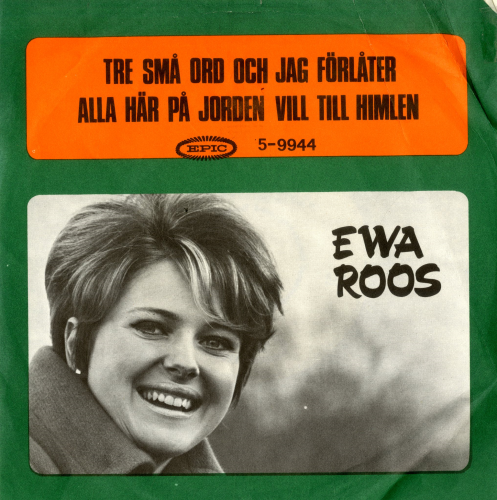 TRE SMÅ ORD OCH JAG FÖRLÅTER
ALLA HÄR PÅ JORDEN VILL TILL HIMLEN
EPIC 5-9944
EWA
ROOS